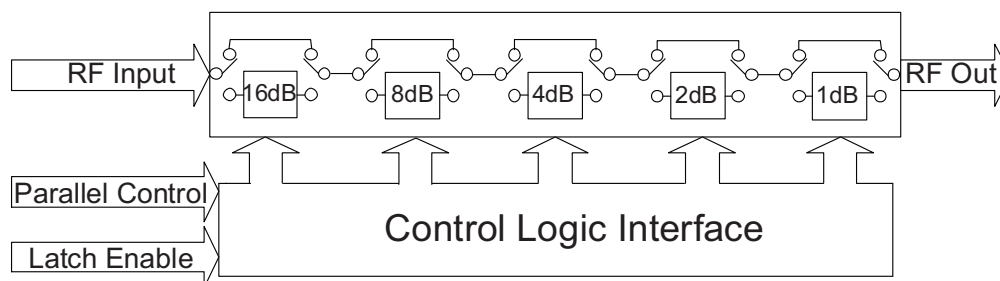 RF Input
16dB
8dB
4dB
2dB
1dB
RF Out
Parallel Control
Control Logic Interface
Latch Enable